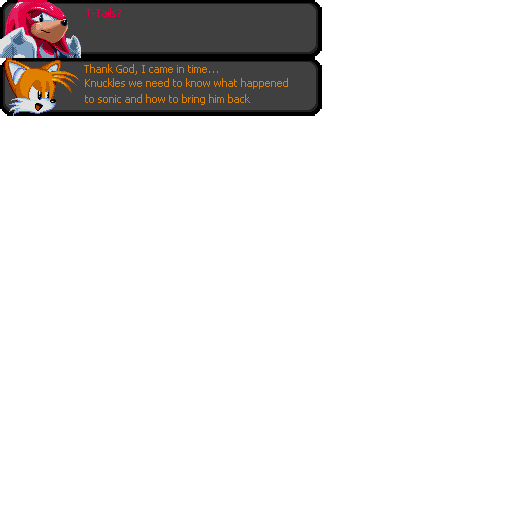 T-Tails?
Thank God, I came in time...
Knuckles we need to know what happened
to sonic and how to bring him back